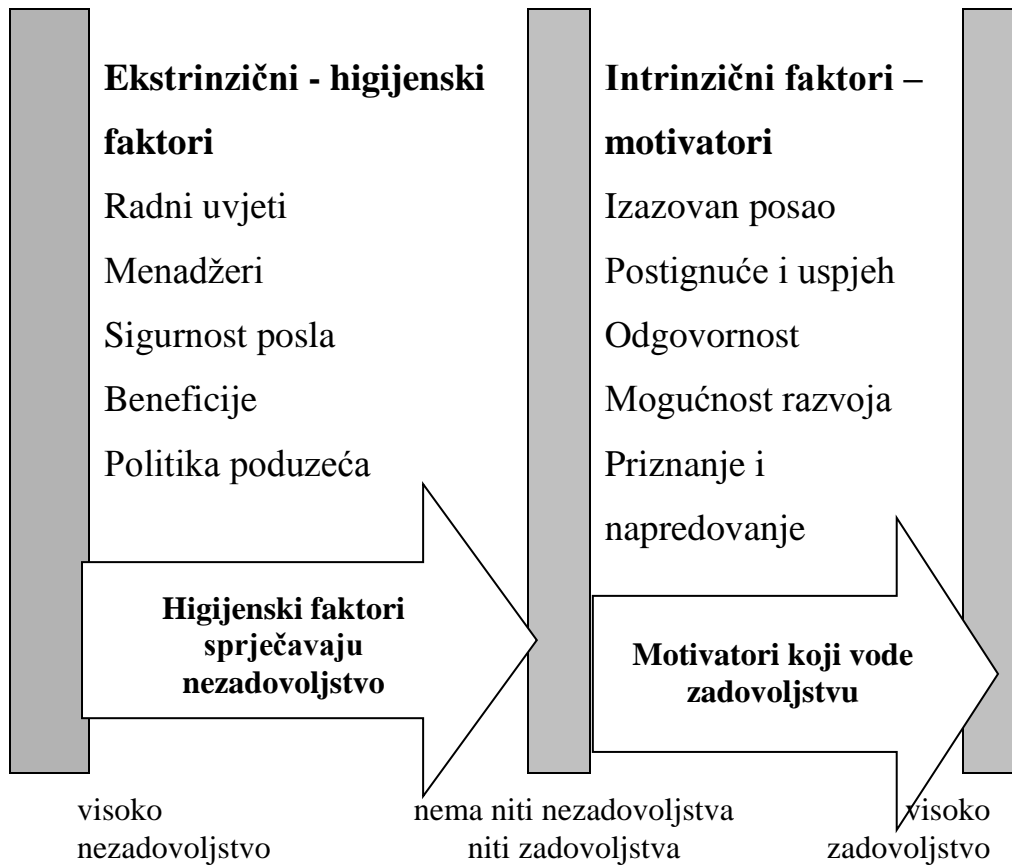 Ekstrinzični - higijenski
faktori
Radni uvjeti
Menadžeri
Sigurnost posla
Beneficije
Politika poduzeća
Higijenski faktori
sprječavaju
nezadovoljstvo
Intrinzični faktori –
motivatori
Izazovan posao
Postignuće i uspjeh
Odgovornost
Mogućnost razvoja
Priznanje i
napredovanje
Motivatori koji vode
zadovoljstvu
visoko
nezadovoljstvo
nema niti nezadovoljstva
niti zadovoljstva
visoko
zadovoljstvo